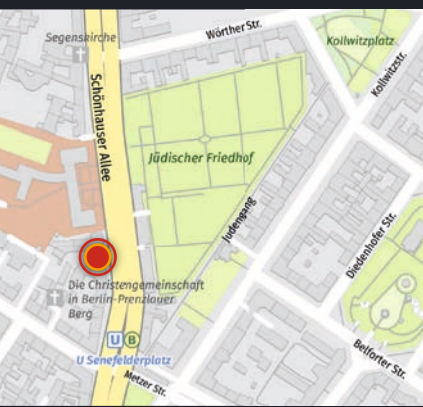 Segenskirche
Wörther Str.
Kollwitzplatz
Kollwitzstr.
Schönhauser Allee
Jüdischer Friedhof
Judengang
Diedenhofer Str.
Die Christengemeinschaft
in Berlin-Prenzlauer
Berg
U B
U Senefelderplatz
Metzer Str.
Belforter Str.